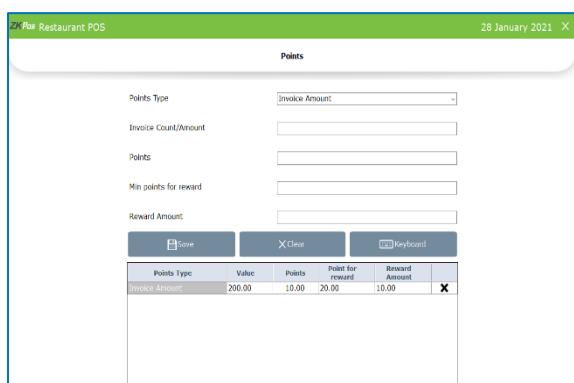 ZKPos Restaurant POS 28 January 2021 X
Points
Points Type Invoice Amount
Invoice Count/Amount
Points
Min points for reward
Reward Amount
Save Clear Keyboard
Points Type Value Points Point for reward Reward Amount
Invoice Amount 200.00 10.00 20.00 10.00 X